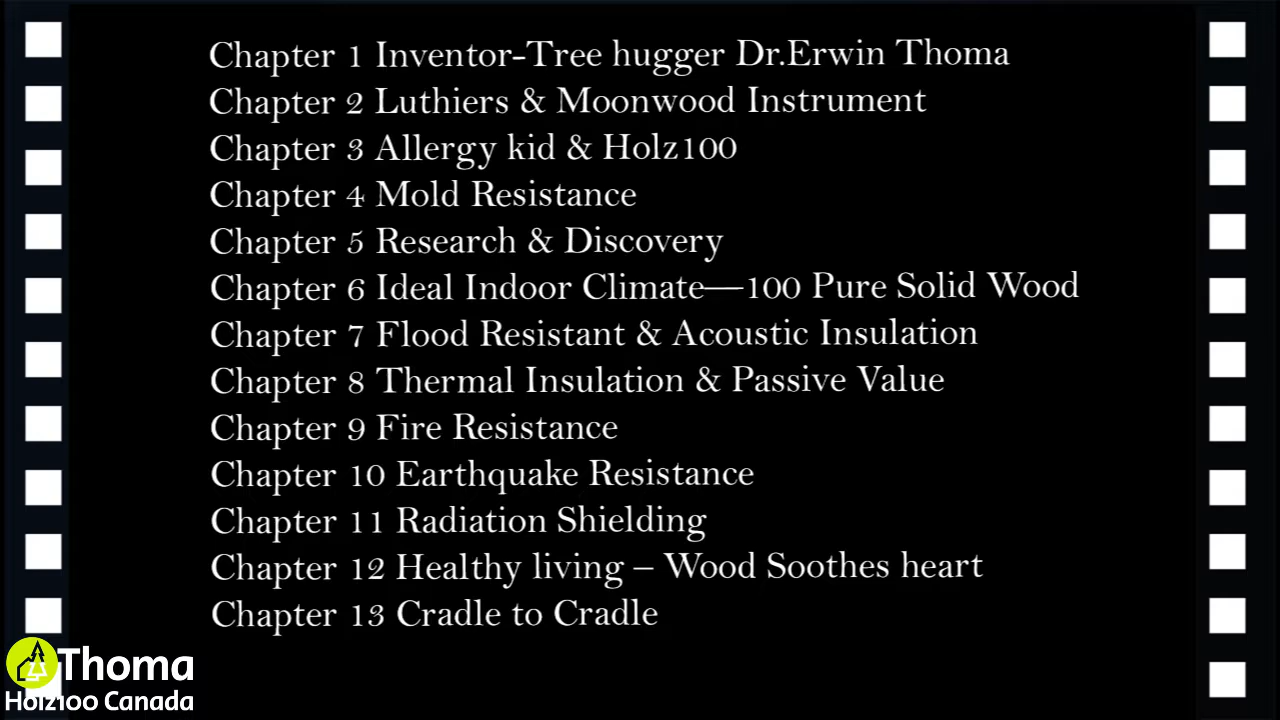 Chapter 1 Inventor-Tree hugger Dr.Erwin Thoma
Chapter 2 Luthiers & Moonwood Instrument
Chapter 3 Allergy kid & Holz100
Chapter 4 Mold Resistance
Chapter 5 Research & Discovery
Chapter 6 Ideal Indoor Climate—100 Pure Solid Wood
Chapter 7 Flood Resistant & Acoustic Insulation
Chapter 8 Thermal Insulation & Passive Value
Chapter 9 Fire Resistance
Chapter 10 Earthquake Resistance
Chapter 11 Radiation Shielding
Chapter 12 Healthy living – Wood Soothes heart
Chapter 13 Cradle to Cradle
Thoma
Holz100 Canada